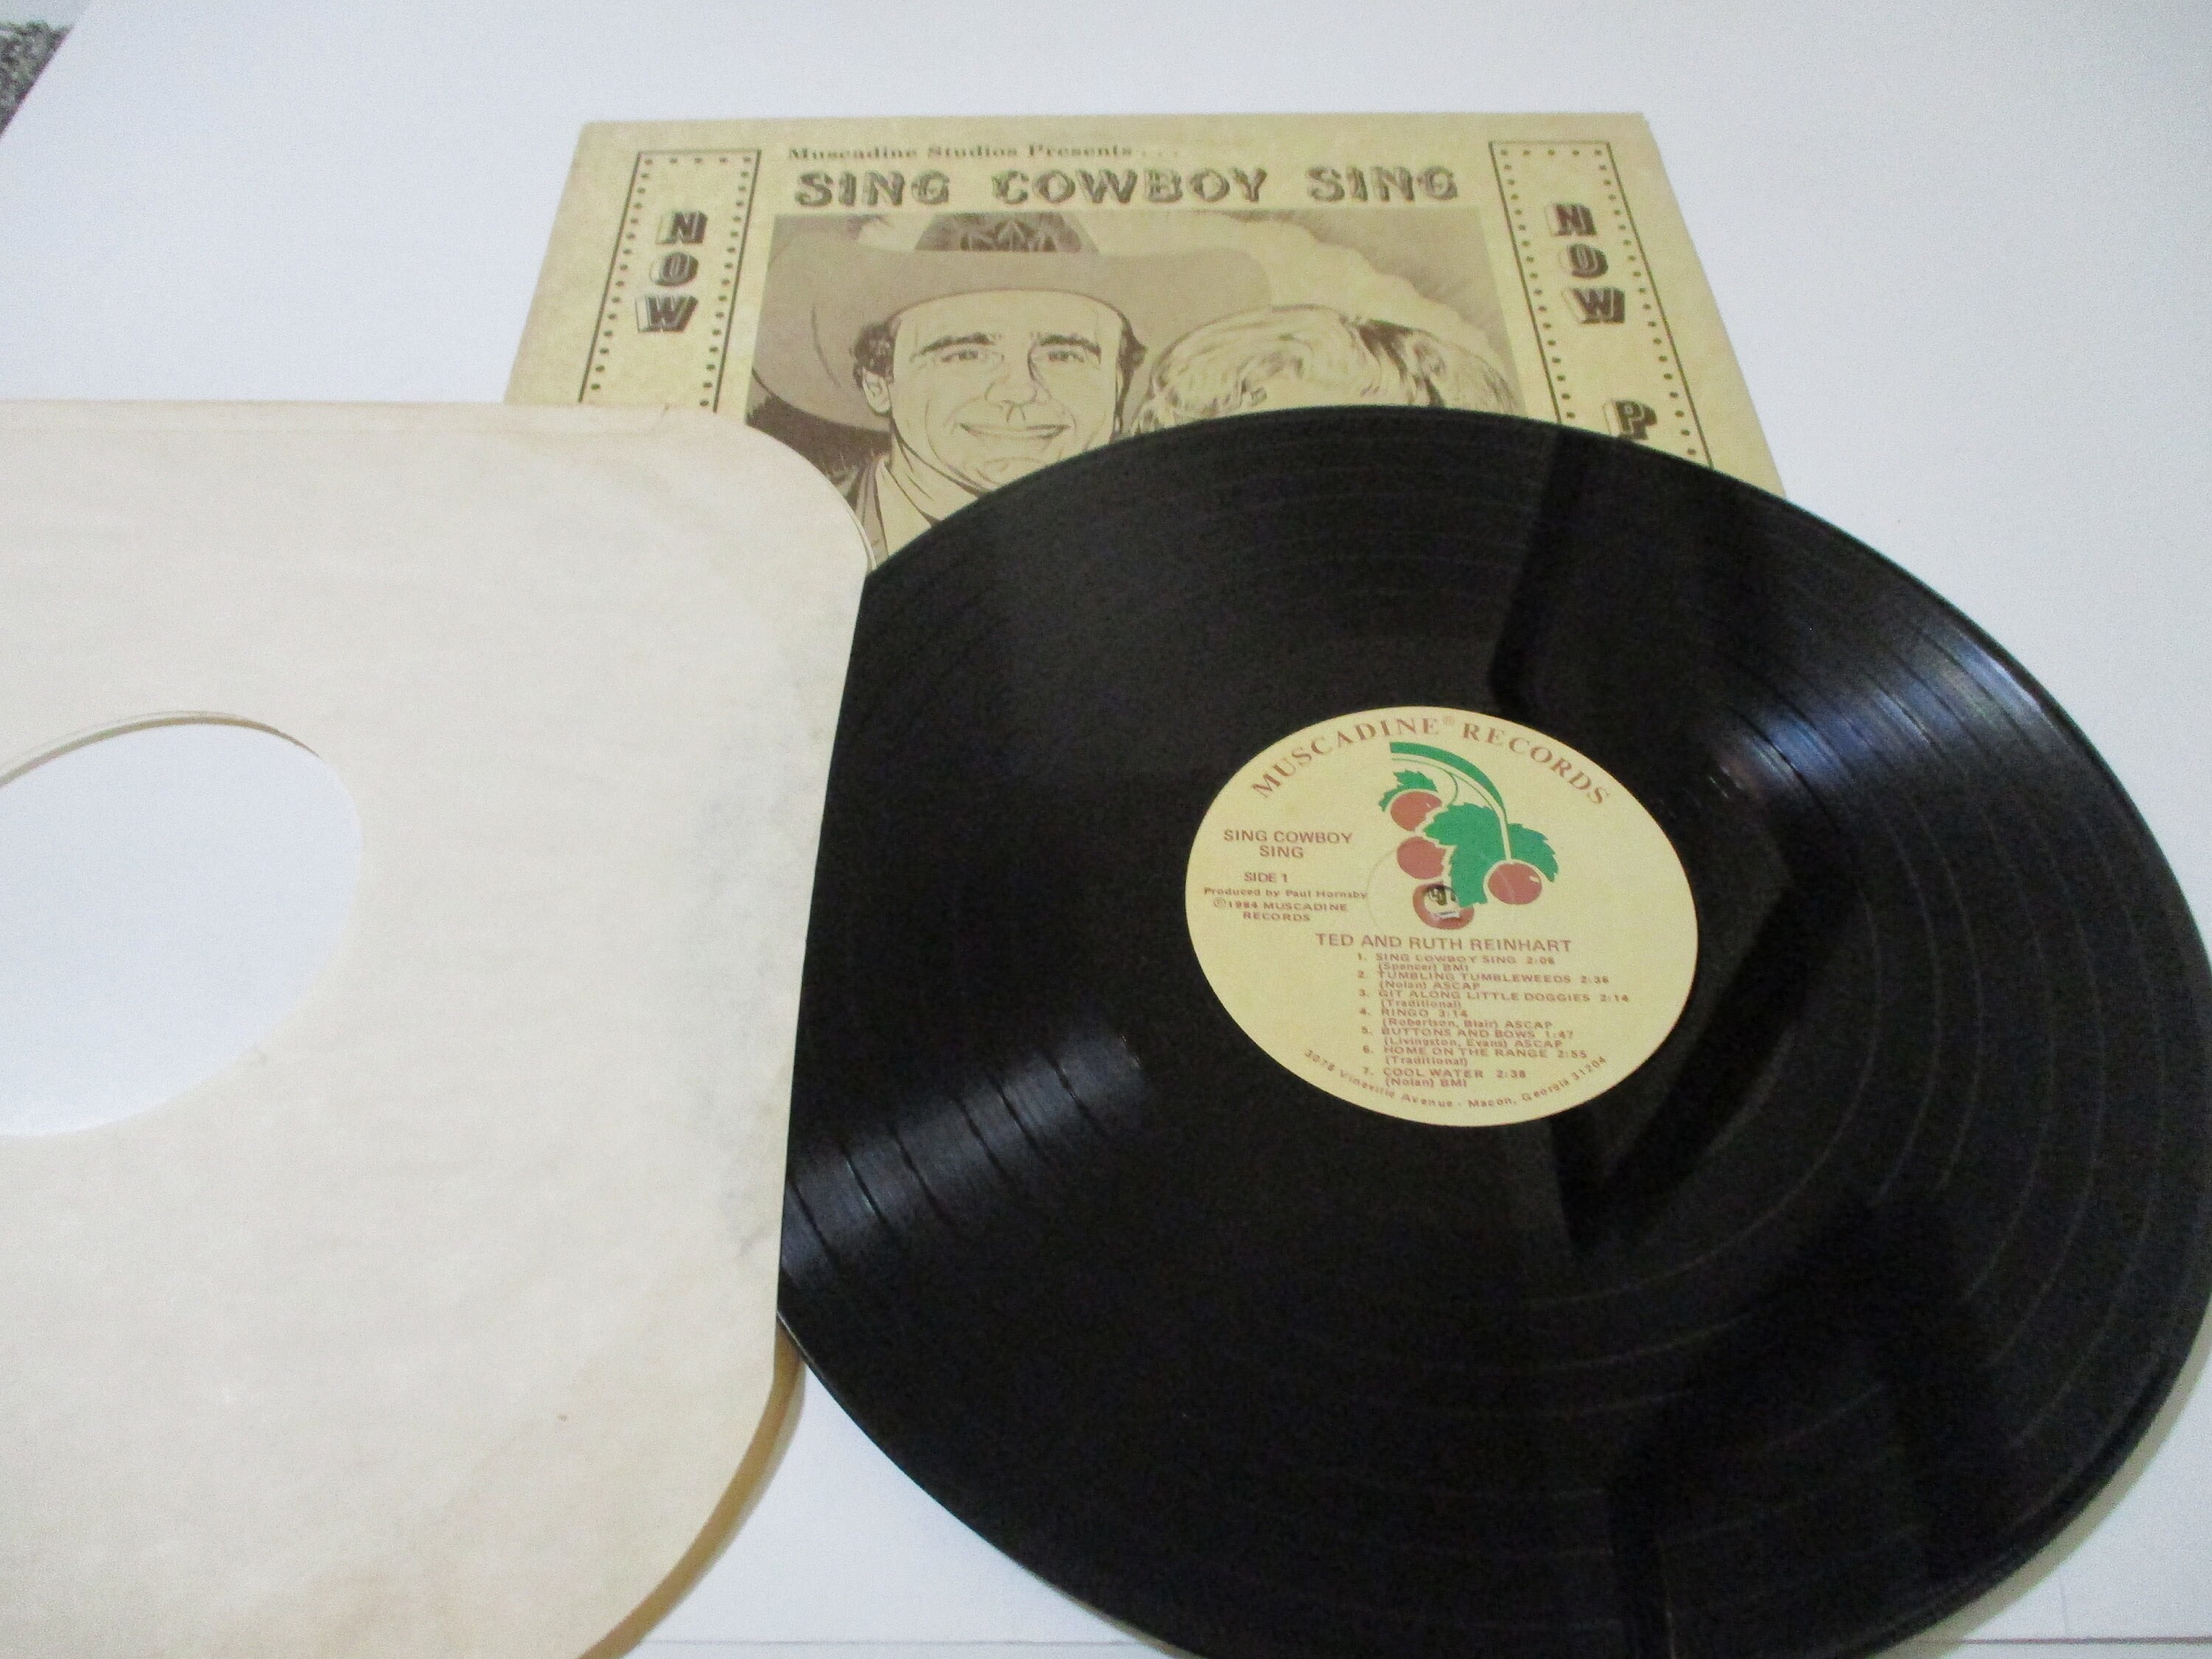 Muscadine Studios Presents . . .
SING COWBOY SING
NOW
NOW P
MUSCADINE® RECORDS
SING COWBOY
SING
SIDE 1
Produced by Paul Hornsby
℗1984 MUSCADINE
RECORDS
TED AND RUTH REINHART
1. SING COWBOY SING 2:06
(Spencer) BMI
2. TUMBLING TUMBLEWEEDS 2:36
(Nolan) ASCAP
3. GIT ALONG LITTLE DOGGIES 2:14
(Traditional)
4. RINGO 3:14
(Robertson, Blair) ASCAP
5. BUTTONS AND BOWS 1:47
(Livingston, Evans) ASCAP
6. HOME ON THE RANGE 2:55
(Traditional)
7. COOL WATER 2:38
(Nolan) BMI
3078 Vineville Avenue - Macon, Georgia 31204